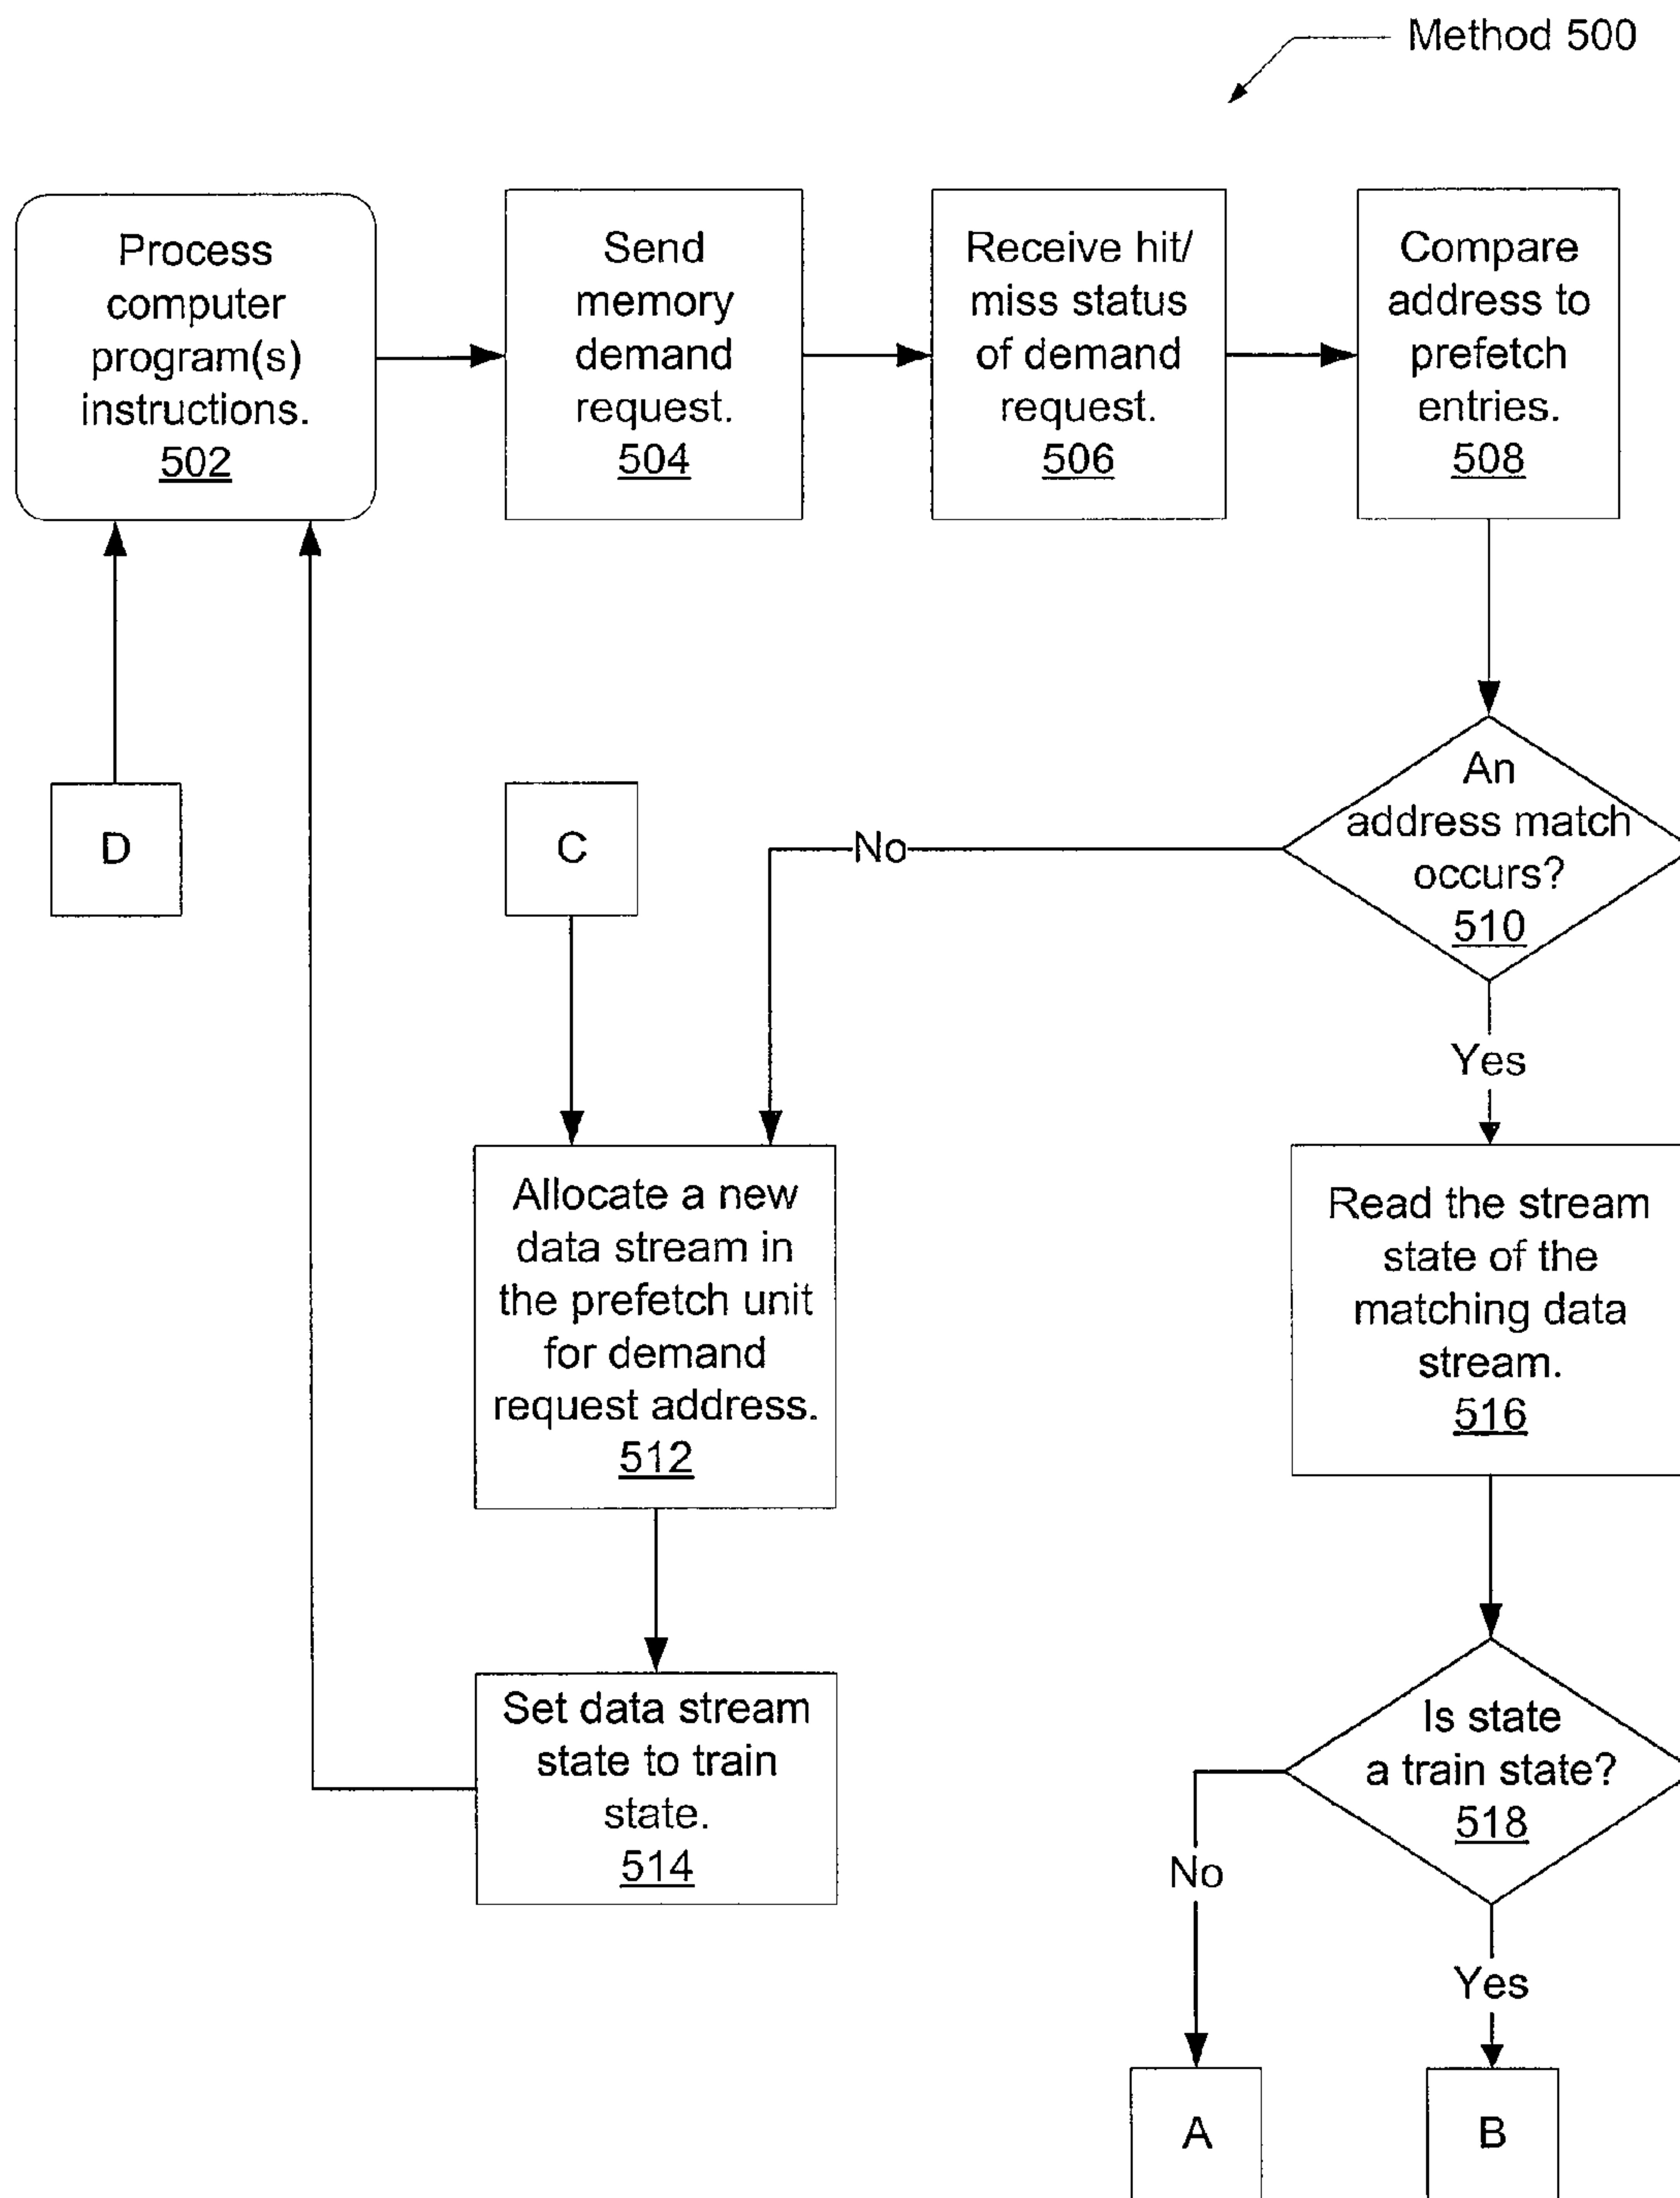 Method 500
Process
computer
program(s)
instructions.
502
Send
memory
demand
request.
504
Receive hit/
miss status
of demand
request.
506
Compare
address to
prefetch
entries.
508
D
C
No
An
address match
occurs?
510
Yes
Allocate a new
data stream in
the prefetch unit
for demand
request address.
512
Read the stream
state of the
matching data
stream.
516
Set data stream
state to train
state.
514
Is state
a train state?
518
No
Yes
A
B